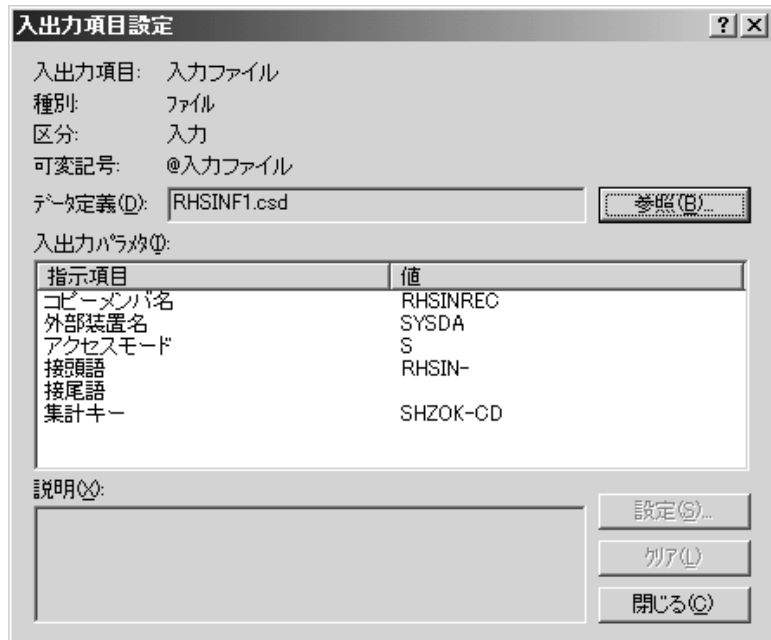 入出力項目設定
入出力項目: 入力ファイル
種別: ファイル
区分: 入力
可変記号: @入力ファイル
データ定義(D): RHSINF1.csd 参照(B)...
入出力パラメタ(I):
指示項目 値
コピーメンバ名 RHSINREC
外部装置名 SYSDA
アクセスモード S
接頭語 RHSIN-
接尾語
集計キー SHZOK-CD
説明(X):
設定(S)...
クリア(L)
閉じる(C)